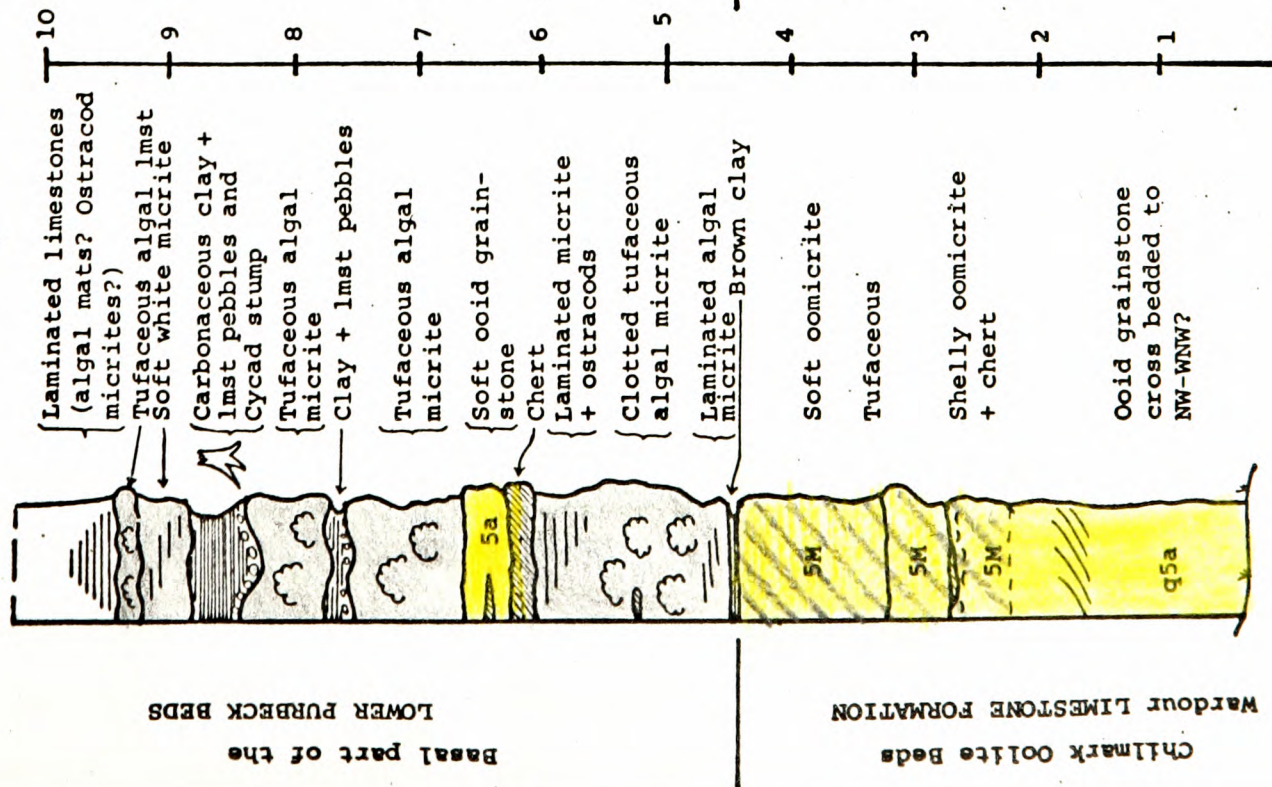 10
9
8
7
6
5
4
3
2
1
Laminated limestones
(algal mats? Ostracod
micrites??)
Tufaceous algal lmst
Soft white micrite
Carbonaceous clay +
lmst pebbles and
Cycad stump
Tufaceous algal
micrite
Clay + lmst pebbles
Tufaceous algal
micrite
Soft ooid grain-
stone
Chert
Laminated micrite
+ ostracods
Clotted tufaceous
algal micrite
Laminated algal
micrite
Brown clay
Soft oomicrite
Tufaceous
Shelly oomicrite
+ chert
Ooid grainstone
cross bedded to
NW-WNW?
5a
5M
5M
5M
q5a
Basal part of the
LOWER PURBECK BEDS
Chilmark Oolite Beds
Wardour LIMESTONE FORMATION